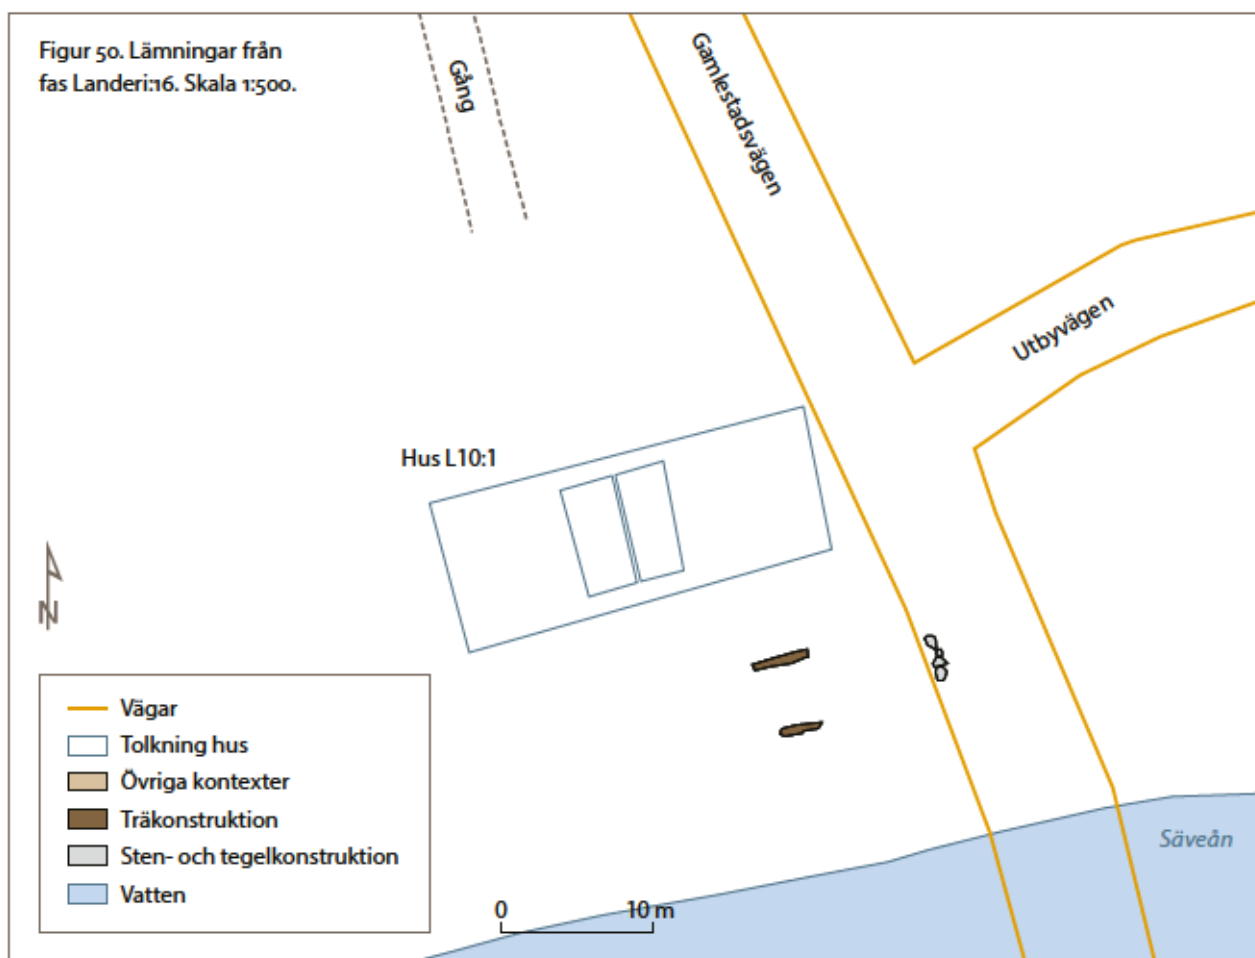 Figur 50. Lämningar från
fas Landeri:16. Skala 1:500.
Gång
Gamlestadsvägen
Utbyvägen
Hus L10:1
N
Vägar
Tolkning hus
Övriga kontexter
Träkonstruktion
Sten- och tegelkonstruktion
Vatten
0 10 m
Säveån